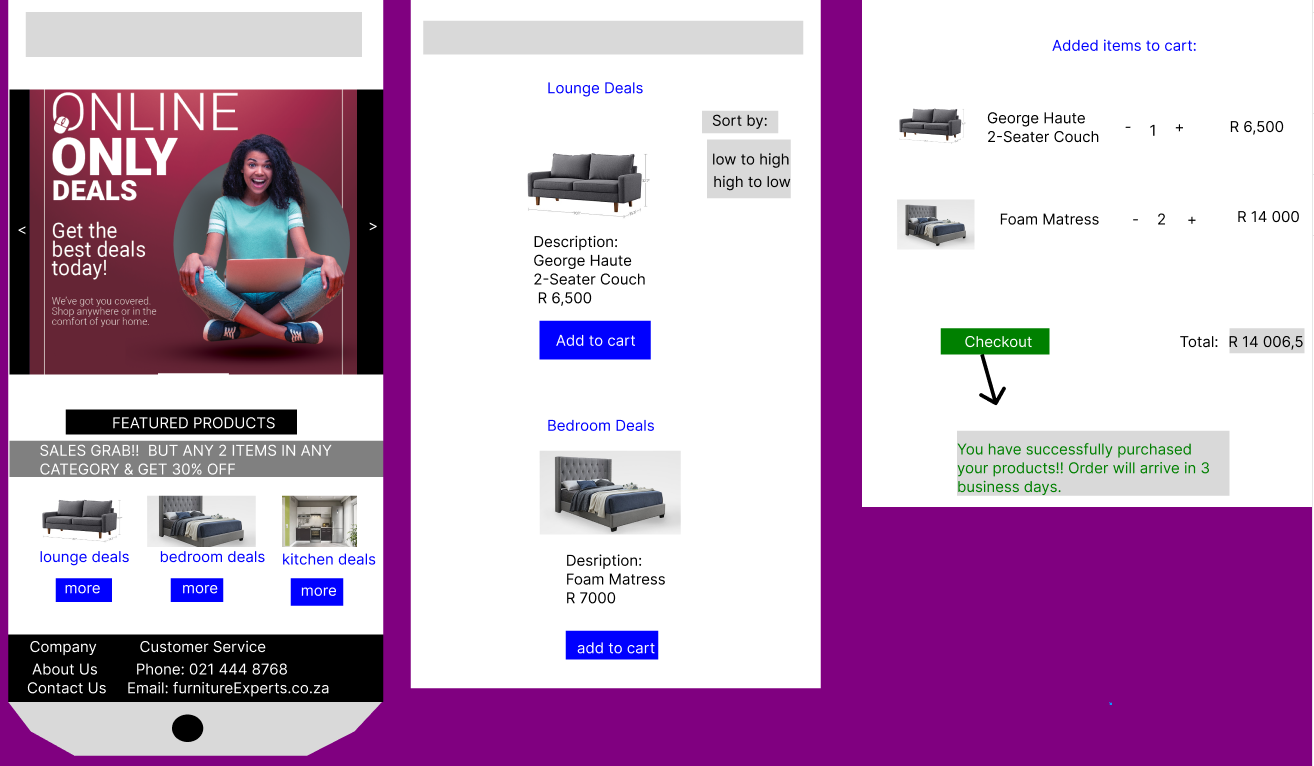 ONLINE
ONLY
DEALS
Get the
best deals
today!
We've got you covered.
Shop anywhere or in the
comfort of your home.
<
>
FEATURED PRODUCTS
SALES GRAB!! BUT ANY 2 ITEMS IN ANY
CATEGORY & GET 30% OFF
lounge deals
bedroom deals
kitchen deals
more
more
more
Company
Customer Service
About Us
Phone: 021 444 8768
Contact Us
Email: furnitureExperts.co.za
Lounge Deals
Sort by:
low to high
high to low
Description:
George Haute
2-Seater Couch
R 6,500
Add to cart
Bedroom Deals
Desription:
Foam Matress
R 7000
add to cart
Added items to cart:
George Haute
2-Seater Couch
- 1 +
R 6,500
Foam Matress
- 2 +
R 14 000
Checkout
Total: R 14 006,5
You have successfully purchased
your products!! Order will arrive in 3
business days.